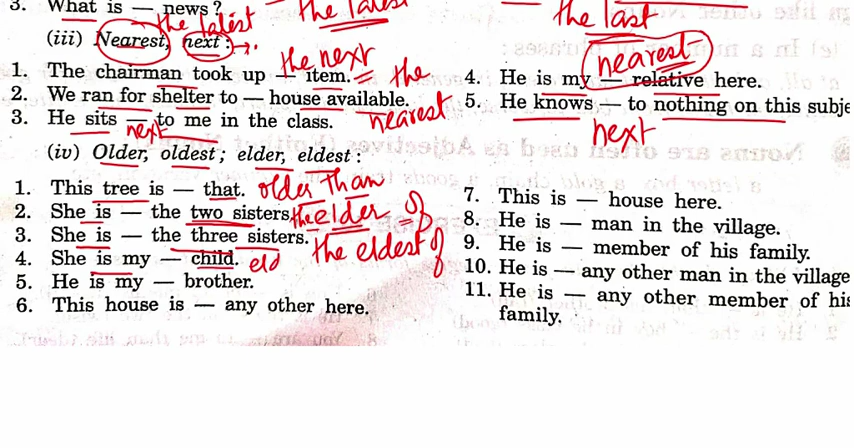 3. What is — news ? the latest
the latest
(iii) Nearest, next :
1. The chairman took up — item. the next
2. We ran for shelter to — house available. the nearest
3. He sits — to me in the class. next
the last
4. He is my — relative here. nearest
5. He knows — to nothing on this subje
next
(iv) Older, oldest ; elder, eldest :
1. This tree is — that. older than
2. She is — the two sisters. the elder of
3. She is — the three sisters. the eldest of
4. She is my — child. eld
5. He is my — brother.
6. This house is — any other here.
7. This is — house here.
8. He is — man in the village.
9. He is — member of his family.
10. He is — any other man in the village
11. He is — any other member of his
family.